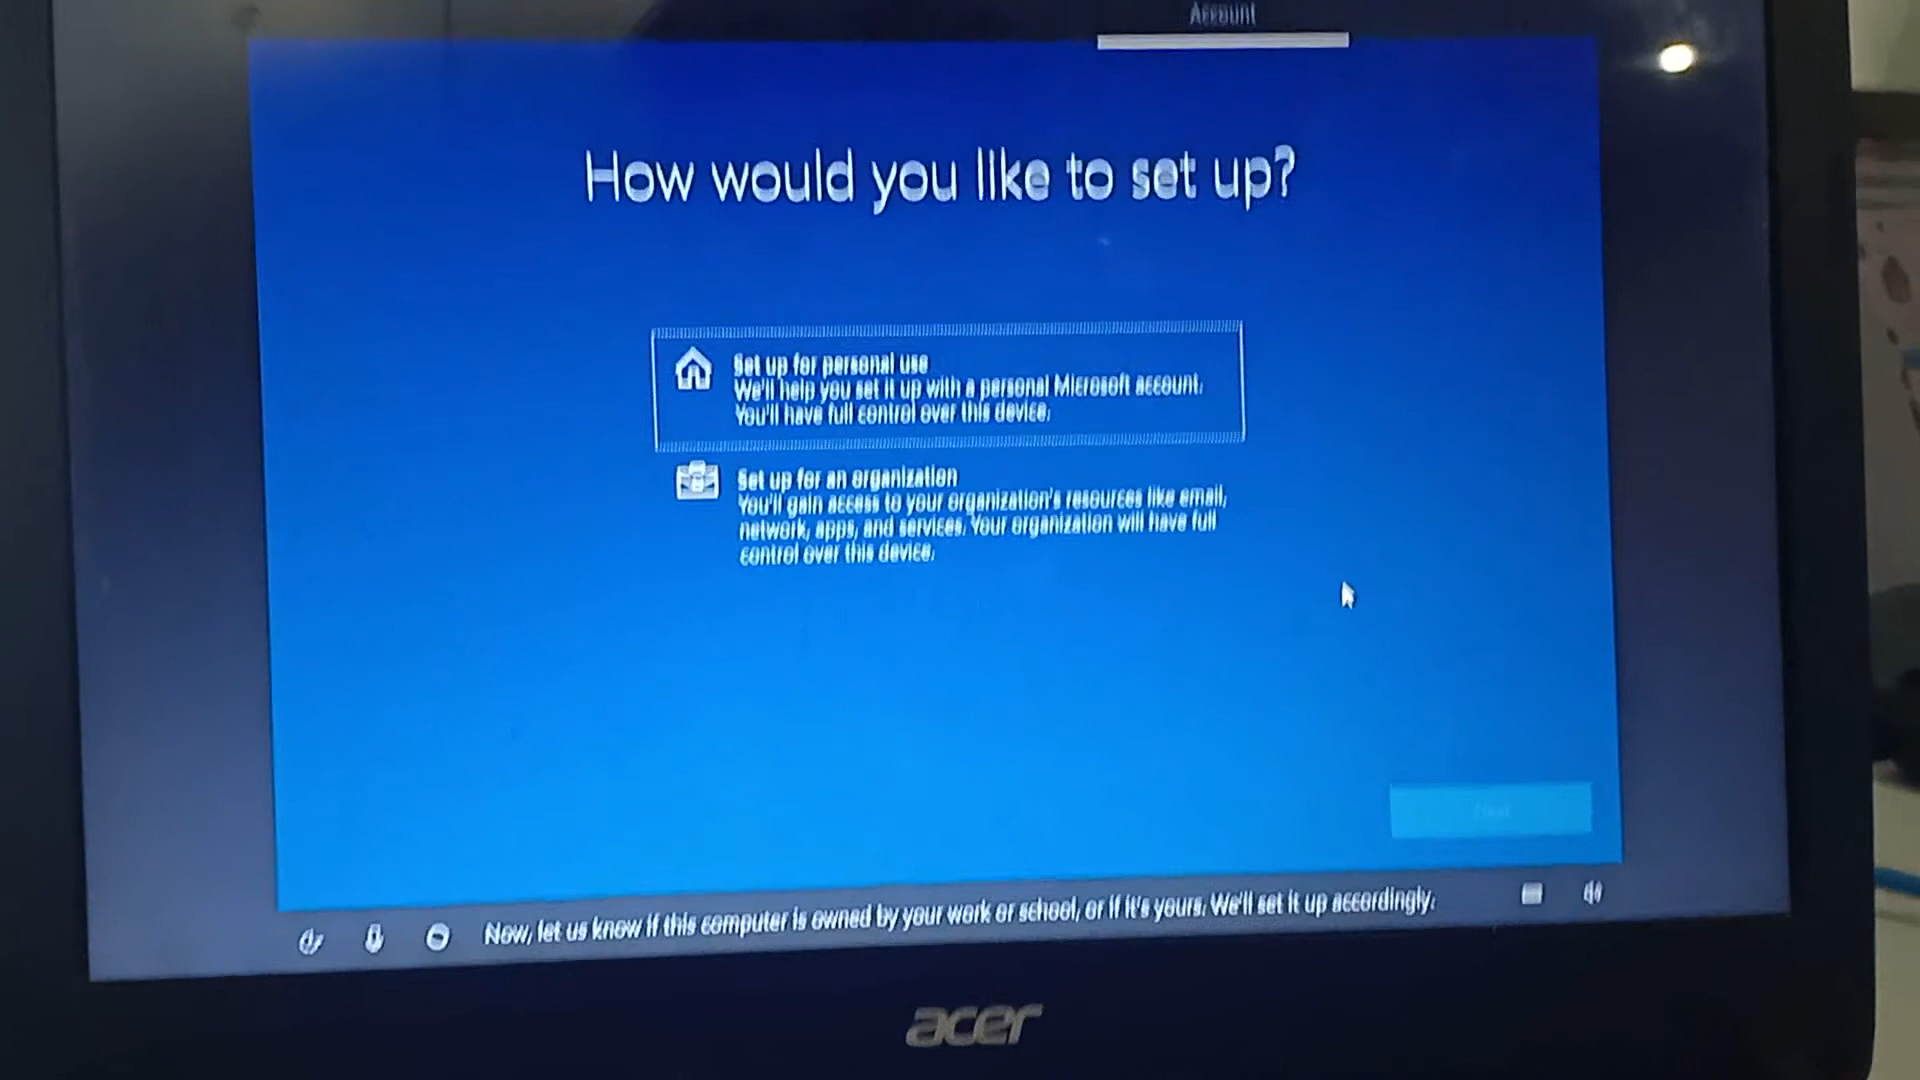 Account
How would you like to set up?
Set up for personal use
We'll help you set it up with a personal Microsoft account.
You'll have full control over this device.
Set up for an organization
You'll gain access to your organization's resources like email,
network, apps, and services. Your organization will have full
control over this device.
Now, let us know if this computer is owned by your work or school, or if it's yours. We'll set it up accordingly.
acer